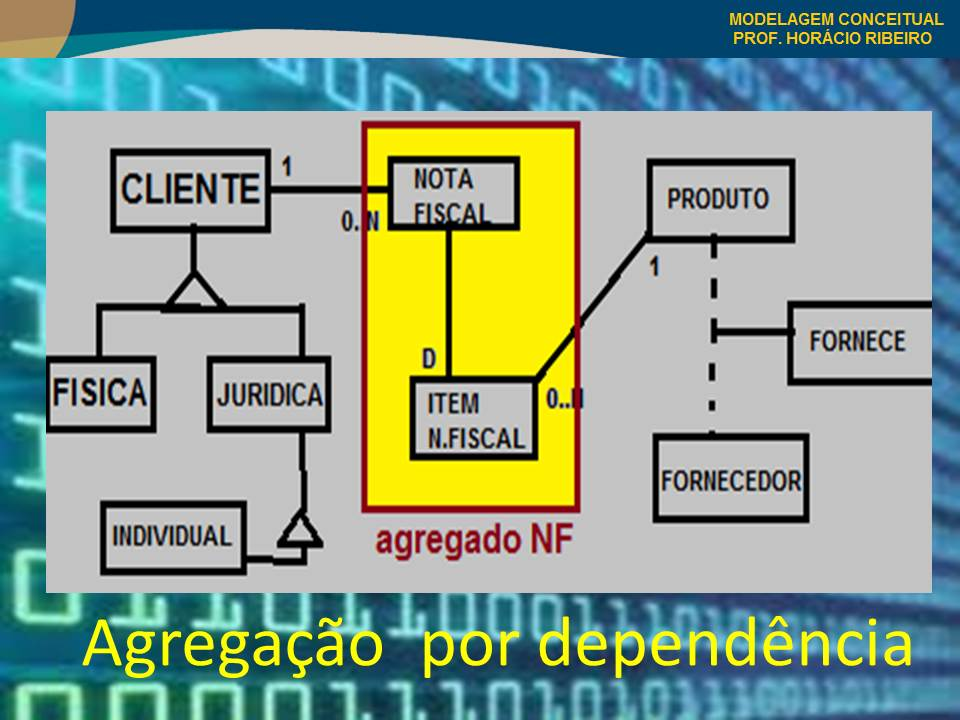 MODELAGEM CONCEITUAL
PROF. HORÁCIO RIBEIRO
CLIENTE
1
0..N
NOTA
FISCAL
PRODUTO
1
D
0..N
ITEM
N.FISCAL
FORNECE
FISICA
JURIDICA
FORNECEDOR
INDIVIDUAL
agregado NF
Agregação por dependência